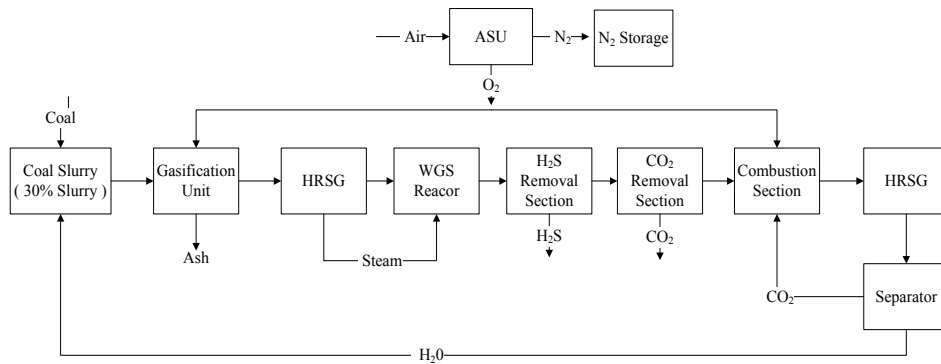 Air
ASU
N₂
N₂ Storage
O₂
Coal
Coal Slurry
( 30% Slurry )
Gasification
Unit
HRSG
WGS
Reacor
H₂S
Removal
Section
CO₂
Removal
Section
Combustion
Section
HRSG
Ash
Steam
H₂S
CO₂
CO₂
Separator
H₂0